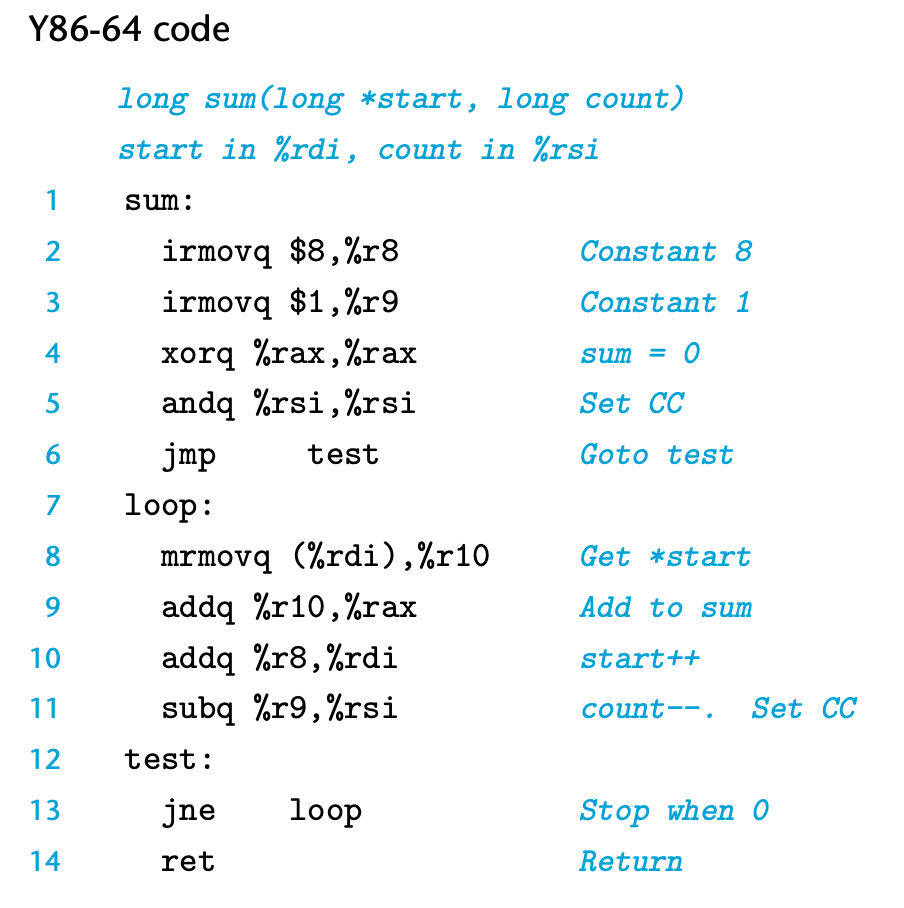 Y86-64 code
long sum(long *start, long count)
start in %rdi, count in %rsi
1 sum:
2 irmovq $8,%r8 Constant 8
3 irmovq $1,%r9 Constant 1
4 xorq %rax,%rax sum = 0
5 andq %rsi,%rsi Set CC
6 jmp test Goto test
7 loop:
8 mrmovq (%rdi),%r10 Get *start
9 addq %r10,%rax Add to sum
10 addq %r8,%rdi start++
11 subq %r9,%rsi count--. Set CC
12 test:
13 jne loop Stop when 0
14 ret Return